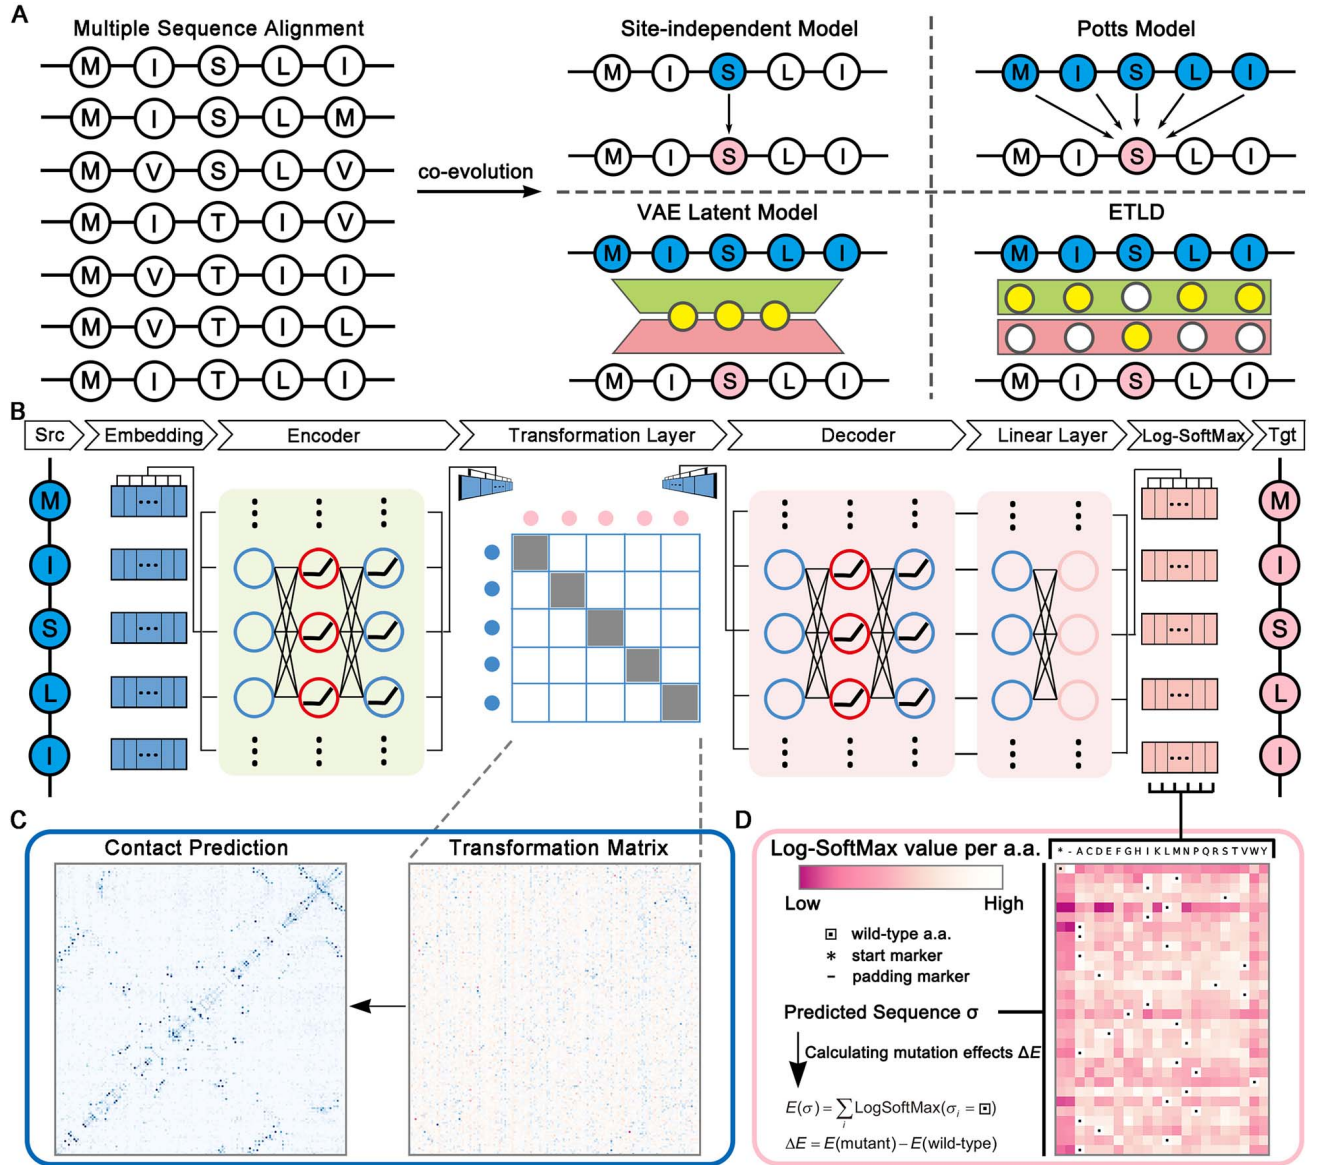 A
Multiple Sequence Alignment
M I S L I
M I S L M
M V S L V
M I T I V
M V T I I
M V T I L
M I T L I
co-evolution
Site-independent Model
M I S L I
M I S L I
Potts Model
M I S L I
M I S L I
VAE Latent Model
M I S L I
M I S L I
ETLD
M I S L I
M I S L I
B
Src Embedding Encoder Transformation Layer Decoder Linear Layer Log-SoftMax Tgt
M
I
S
L
I
M
I
S
L
I
C
Contact Prediction
Transformation Matrix
D
Log-SoftMax value per a.a.
* - A C D E F G H I K L M N P Q R S T V W Y
Low High
⊡ wild-type a.a.
* start marker
– padding marker
Predicted Sequence σ
Calculating mutation effects ΔE
E(σ) = ∑ᵢ LogSoftMax(σᵢ = ⊡)
ΔE = E(mutant) – E(wild-type)